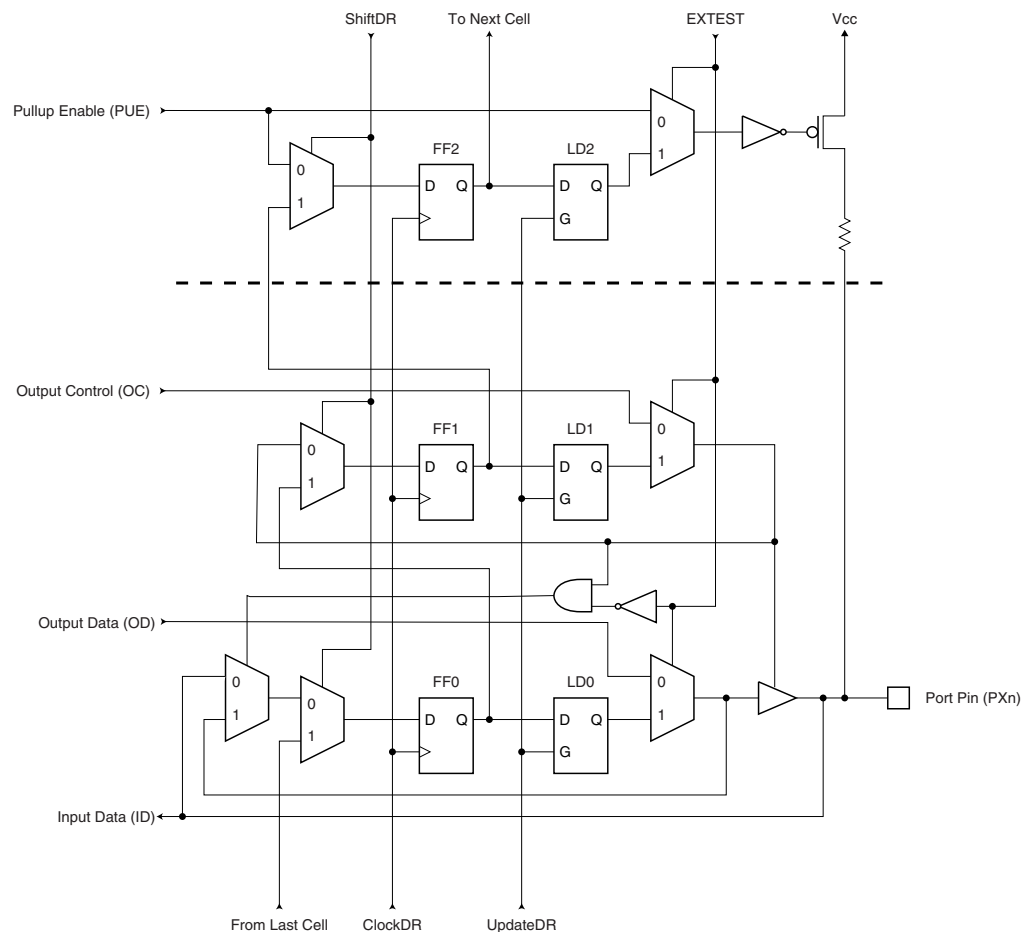 ShiftDR
To Next Cell
EXTEST
Vcc
Pullup Enable (PUE)
0
1
FF2
D Q
LD2
D Q
G
0
1
Output Control (OC)
0
1
FF1
D Q
LD1
D Q
G
0
1
Output Data (OD)
0
1
0
1
FF0
D Q
LD0
D Q
G
0
1
Port Pin (PXn)
Input Data (ID)
From Last Cell
ClockDR
UpdateDR